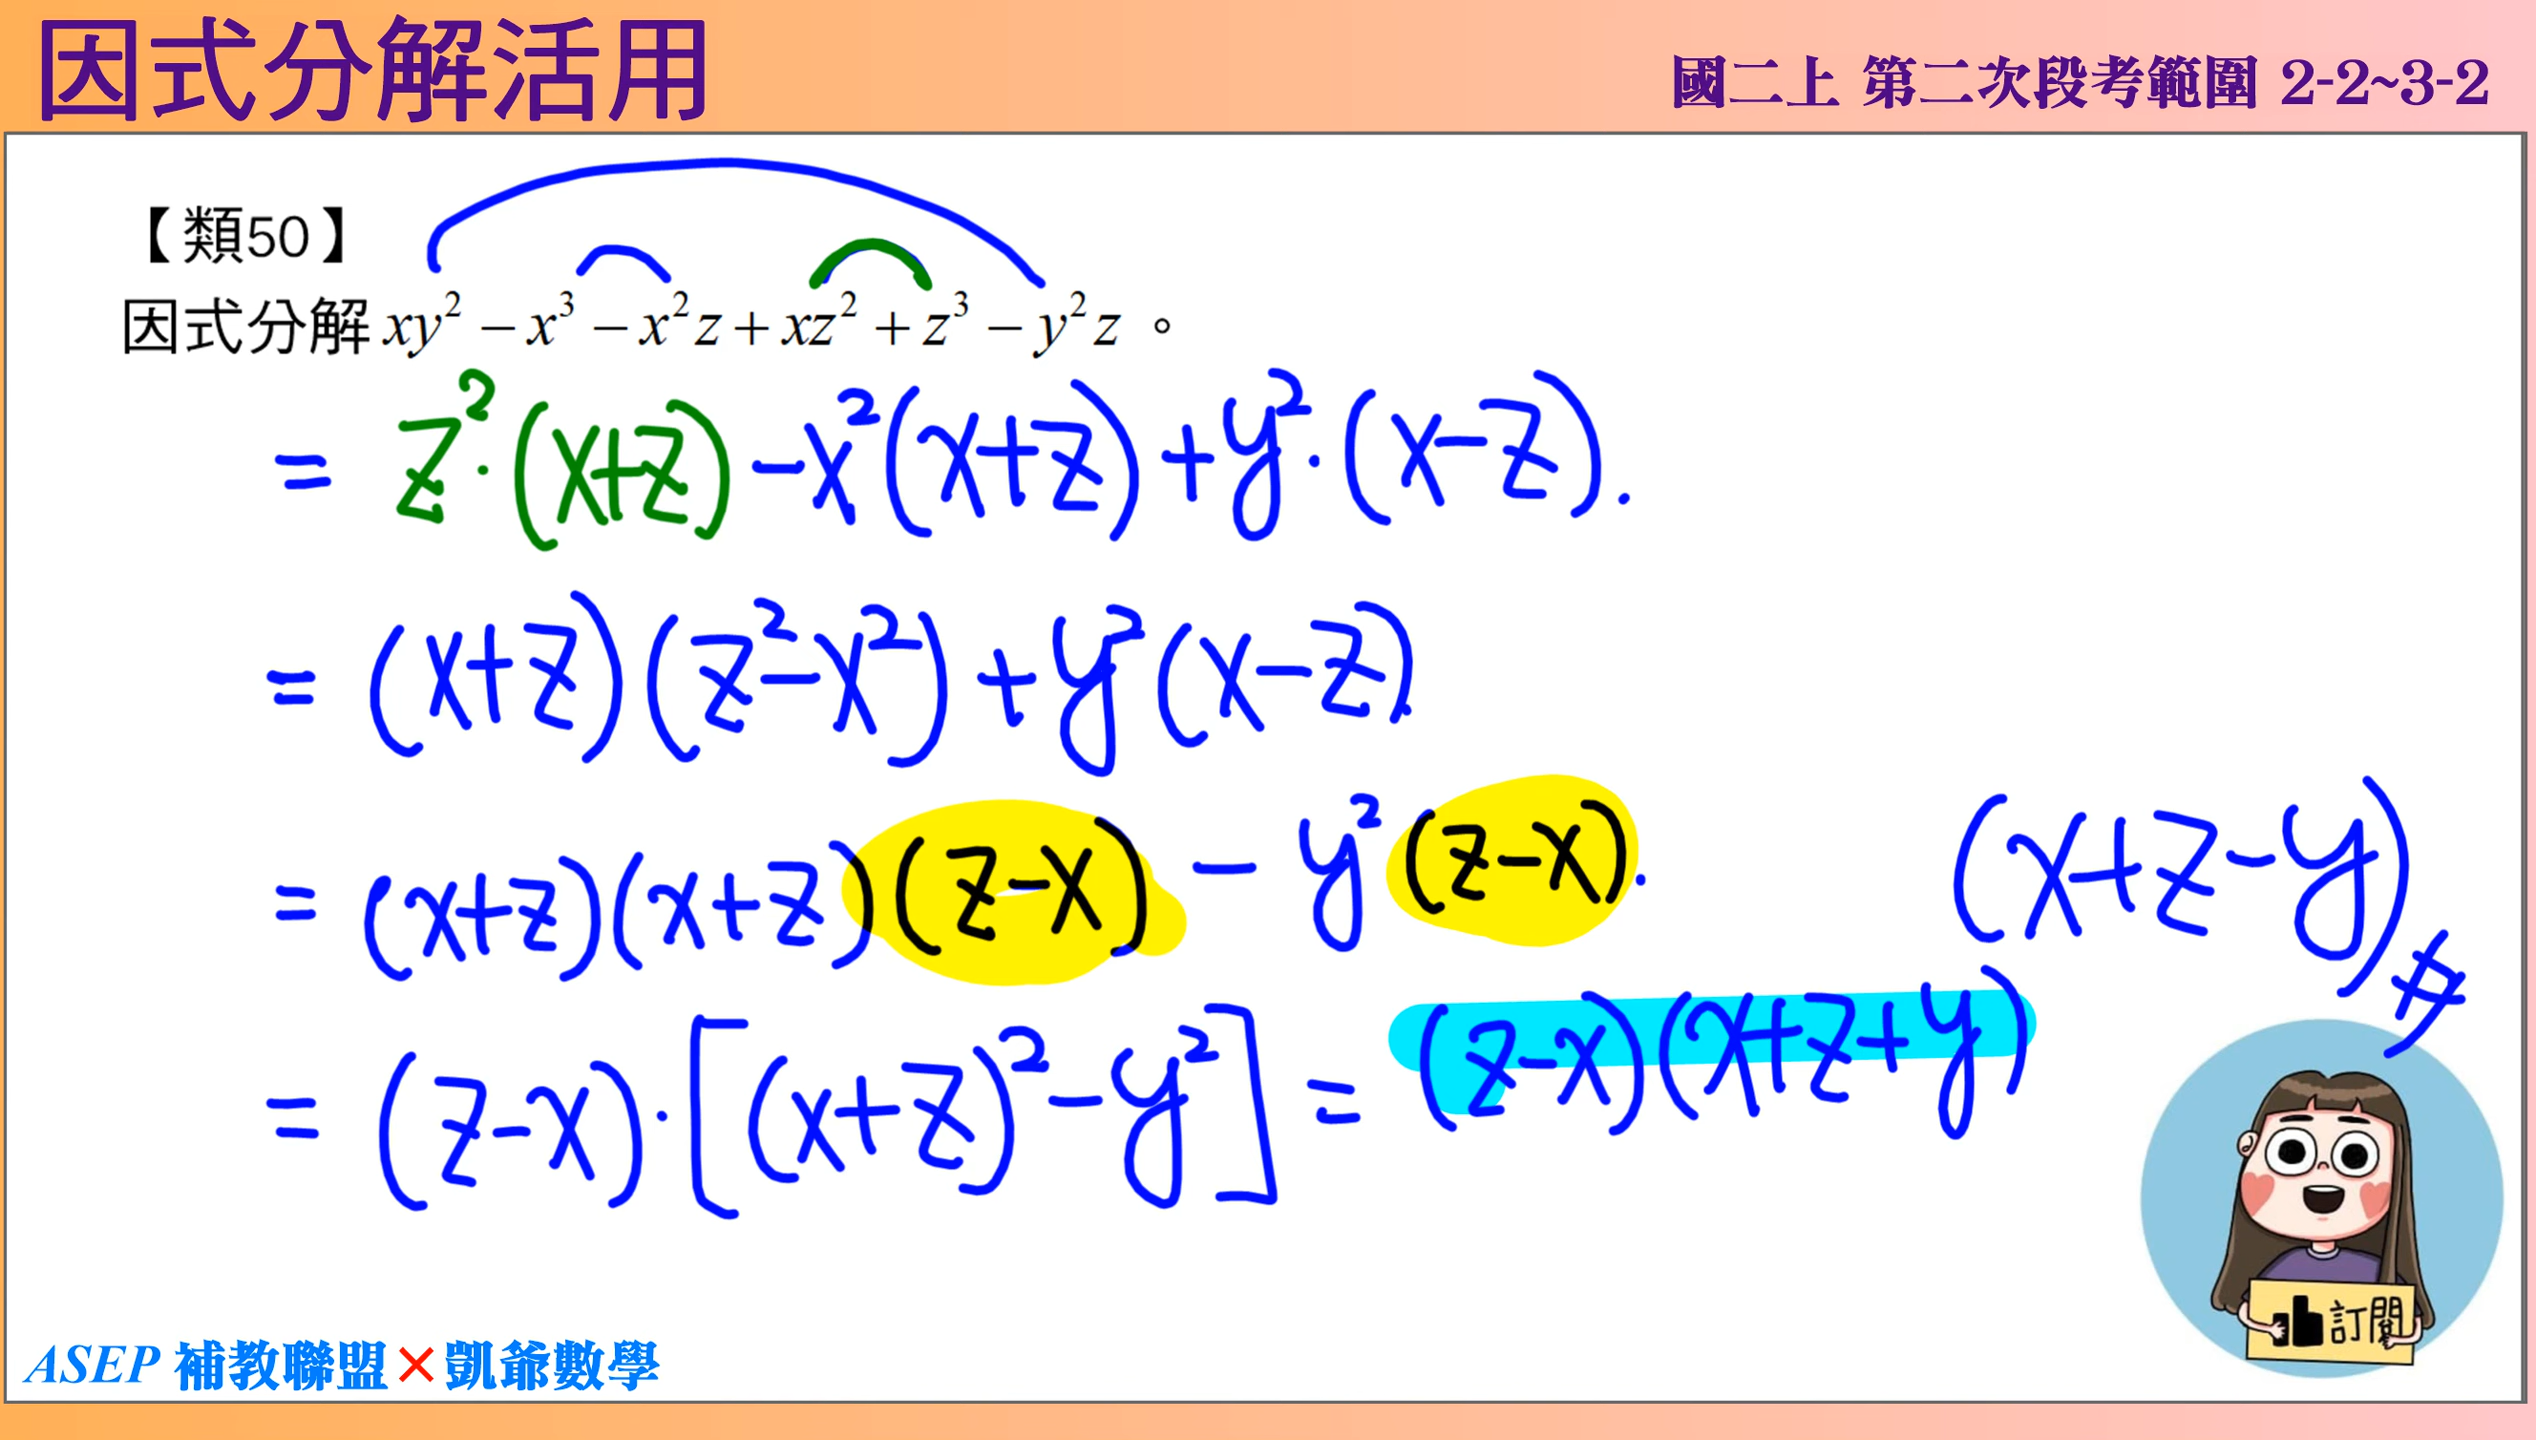 因式分解活用
國二上 第二次段考範圍 2-2~3-2
【類50】
因式分解 xy² − x³ − x²z + xz² + z³ − y²z。
= z²·(x+z) −x²(x+z) +y²·(x−z).
= (x+z)(z²−x²) + y²(x−z)
= (x+z)(x+z)(z−x) − y²(z−x).
= (z−x)·[(x+z)²−y²] = (z−x)(x+z+y)
(x+z−y)#
訂閱
ASEP 補教聯盟×凱爺數學